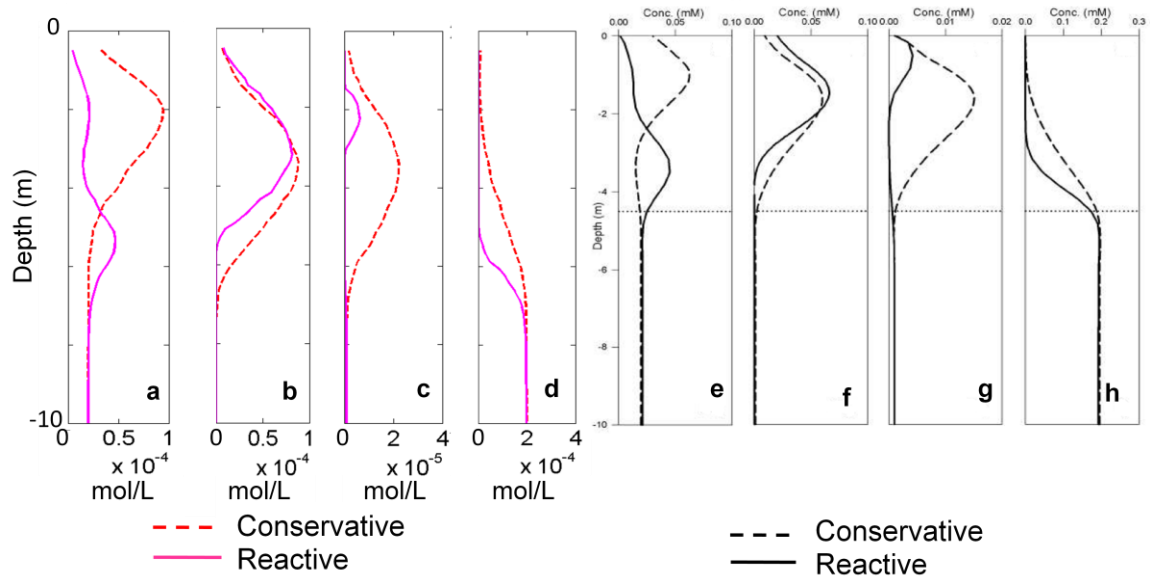 0
Depth (m)
-10
a
b
c
d
0 0.5 1
x 10-4
mol/L
0 0.5 1
x 10-4
mol/L
0 2 4
x 10-5
mol/L
0 2 4
x 10-4
mol/L
Conservative
Reactive
Conc. (mM)
0.00 0.05 0.10
Conc. (mM)
0.00 0.05 0.10
Conc. (mM)
0.00 0.01 0.02
Conc. (mM)
0.0 0.1 0.2 0.3
0
-2
-4
-6
-8
-10
Depth (m)
e
f
g
h
Conservative
Reactive